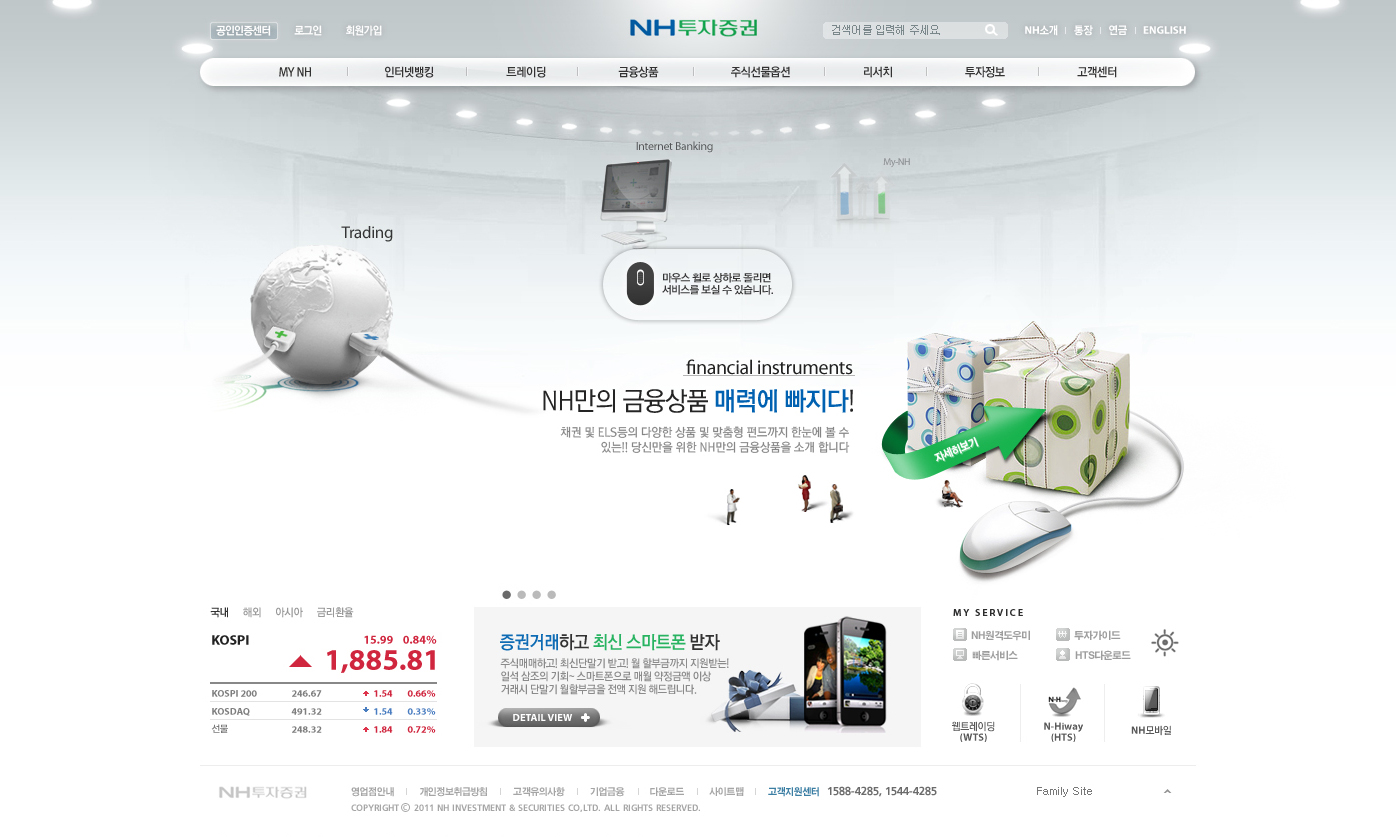 공인인증센터 로그인 회원가입
NH투자증권
검색어를 입력해 주세요.
NH소개 통장 연금 ENGLISH
MY NH 인터넷뱅킹 트레이딩 금융상품 주식선물옵션 리서치 투자정보 고객센터
Internet Banking
My-NH
Trading
마우스 휠로 상하로 돌리면
서비스를 보실 수 있습니다.
financial instruments
NH만의 금융상품 매력에 빠지다!
채권 및 ELS등의 다양한 상품 및 맞춤형 펀드까지 한눈에 볼 수
있는!! 당신만을 위한 NH만의 금융상품을 소개 합니다
자세히보기
국내 해외 아시아 금리환율
KOSPI 15.99 0.84%
1,885.81
KOSPI 200 246.67 1.54 0.66%
KOSDAQ 491.32 1.54 0.33%
선물 248.32 1.84 0.72%
증권거래하고 최신 스마트폰 받자
주식매매하고! 최신단말기 받고! 월 할부금까지 지원받는!
일석 삼조의 기회~ 스마트폰으로 매월 약정금액 이상
거래시 단말기 월할부금을 전액 지원 해드립니다.
DETAIL VIEW
MY SERVICE
NH원격도우미 투자가이드
빠른서비스 HTS다운로드
N-H
웹트레이딩
(WTS)
N-Hiway
(HTS)
NH모바일
NH투자증권
영업점안내 개인정보취급방침 고객유의사항 기업금융 다운로드 사이트맵 고객지원센터 1588-4285, 1544-4285
COPYRIGHT© 2011 NH INVESTMENT & SECURITIES CO,LTD. ALL RIGHTS RESERVED.
Family Site